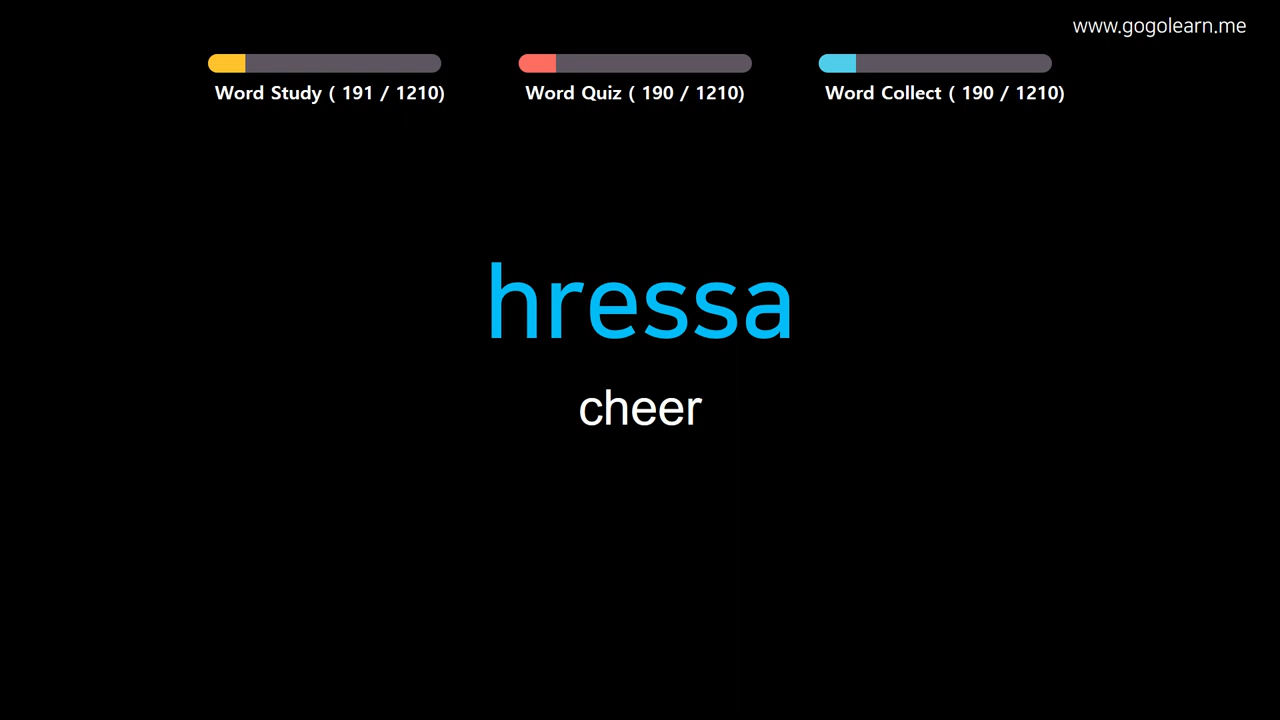 www.gogolearn.me
Word Study ( 191 / 1210)
Word Quiz ( 190 / 1210)
Word Collect ( 190 / 1210)
hressa
cheer